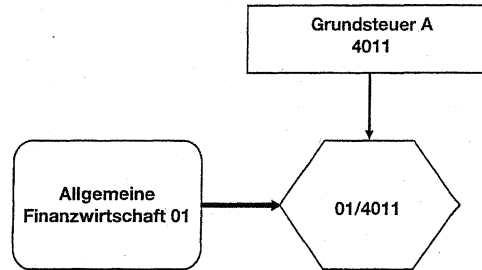 Grundsteuer A
4011
Allgemeine
Finanzwirtschaft 01
01/4011